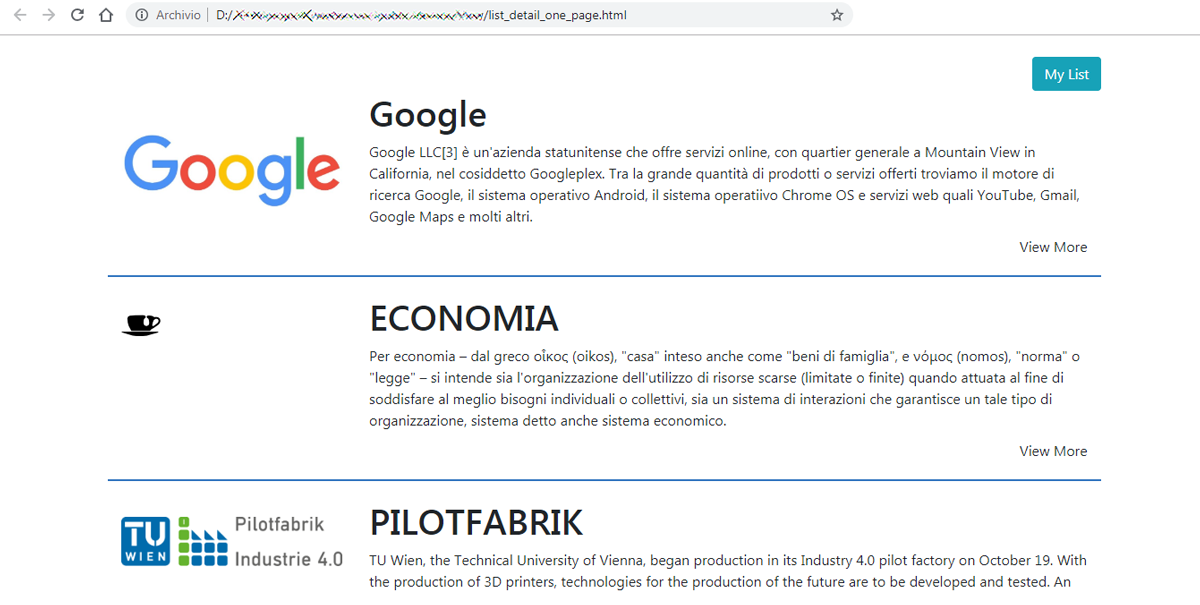 Archivio
D:/
/list_detail_one_page.html
My List
Google
Google
Google LLC[3] è un'azienda statunitense che offre servizi online, con quartier generale a Mountain View in
California, nel cosiddetto Googleplex. Tra la grande quantità di prodotti o servizi offerti troviamo il motore di
ricerca Google, il sistema operativo Android, il sistema operatiivo Chrome OS e servizi web quali YouTube, Gmail,
Google Maps e molti altri.
View More
ECONOMIA
Per economia – dal greco οἶκος (oikos), "casa" inteso anche come "beni di famiglia", e νόμος (nomos), "norma" o
"legge" – si intende sia l'organizzazione dell'utilizzo di risorse scarse (limitate o finite) quando attuata al fine di
soddisfare al meglio bisogni individuali o collettivi, sia un sistema di interazioni che garantisce un tale tipo di
organizzazione, sistema detto anche sistema economico.
View More
TU
WIEN
Pilotfabrik
Industrie 4.0
PILOTFABRIK
TU Wien, the Technical University of Vienna, began production in its Industry 4.0 pilot factory on October 19. With
the production of 3D printers, technologies for the production of the future are to be developed and tested. An